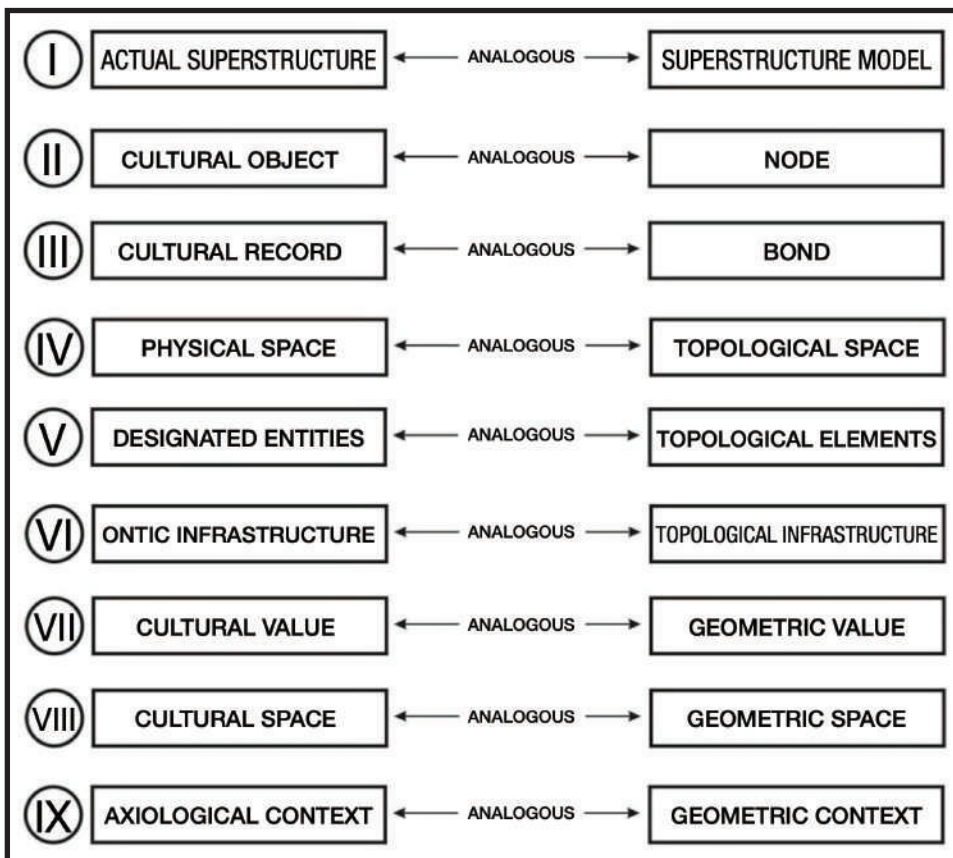 I ACTUAL SUPERSTRUCTURE ANALOGOUS SUPERSTRUCTURE MODEL
II CULTURAL OBJECT ANALOGOUS NODE
III CULTURAL RECORD ANALOGOUS BOND
IV PHYSICAL SPACE ANALOGOUS TOPOLOGICAL SPACE
V DESIGNATED ENTITIES ANALOGOUS TOPOLOGICAL ELEMENTS
VI ONTIC INFRASTRUCTURE ANALOGOUS TOPOLOGICAL INFRASTRUCTURE
VII CULTURAL VALUE ANALOGOUS GEOMETRIC VALUE
VIII CULTURAL SPACE ANALOGOUS GEOMETRIC SPACE
IX AXIOLOGICAL CONTEXT ANALOGOUS GEOMETRIC CONTEXT